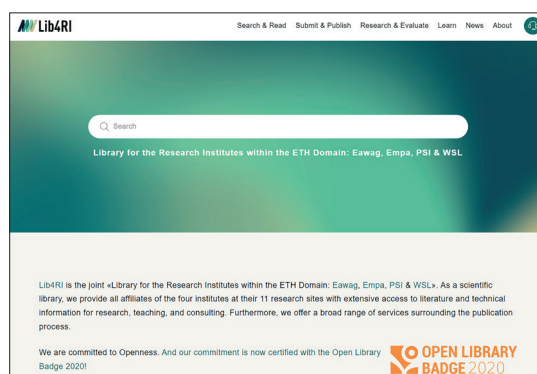 Lib4RI
Search & Read Submit & Publish Research & Evaluate Learn News About
Search
Library for the Research Institutes within the ETH Domain: Eawag, Empa, PSI & WSL
Lib4RI is the joint «Library for the Research Institutes within the ETH Domain: Eawag, Empa, PSI & WSL». As a scientific
library, we provide all affiliates of the four institutes at their 11 research sites with extensive access to literature and technical
information for research, teaching, and consulting. Furthermore, we offer a broad range of services surrounding the publication
process.
We are committed to Openness. And our commitment is now certified with the Open Library
Badge 2020!
OPEN LIBRARY
BADGE 2020